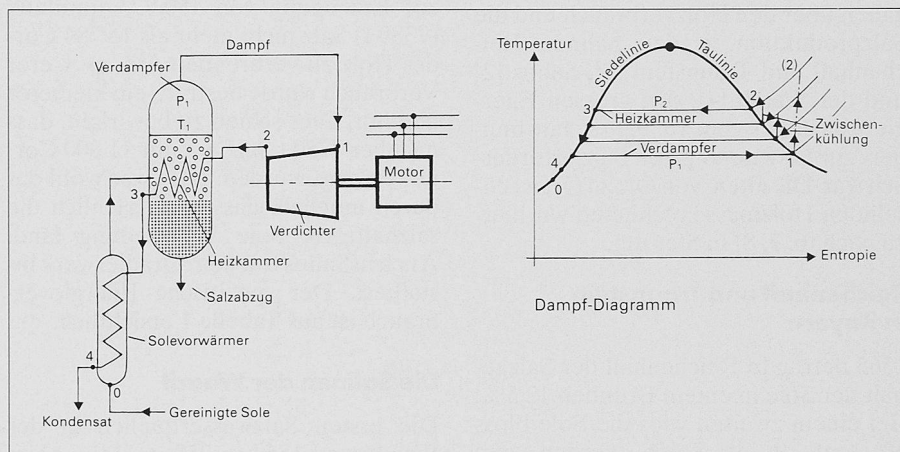 Dampf
Verdampfer
P1
T1
2
1
Motor
3
Verdichter
Heizkammer
Salzabzug
Solevorwärmer
4
0
Gereinigte Sole
Kondensat
Temperatur
Siedelinie
Taulinie
(2)
3
P2
2
Heizkammer
Zwischen-
kühlung
Verdampfer
4
P1
1
0
Entropie
Dampf-Diagramm